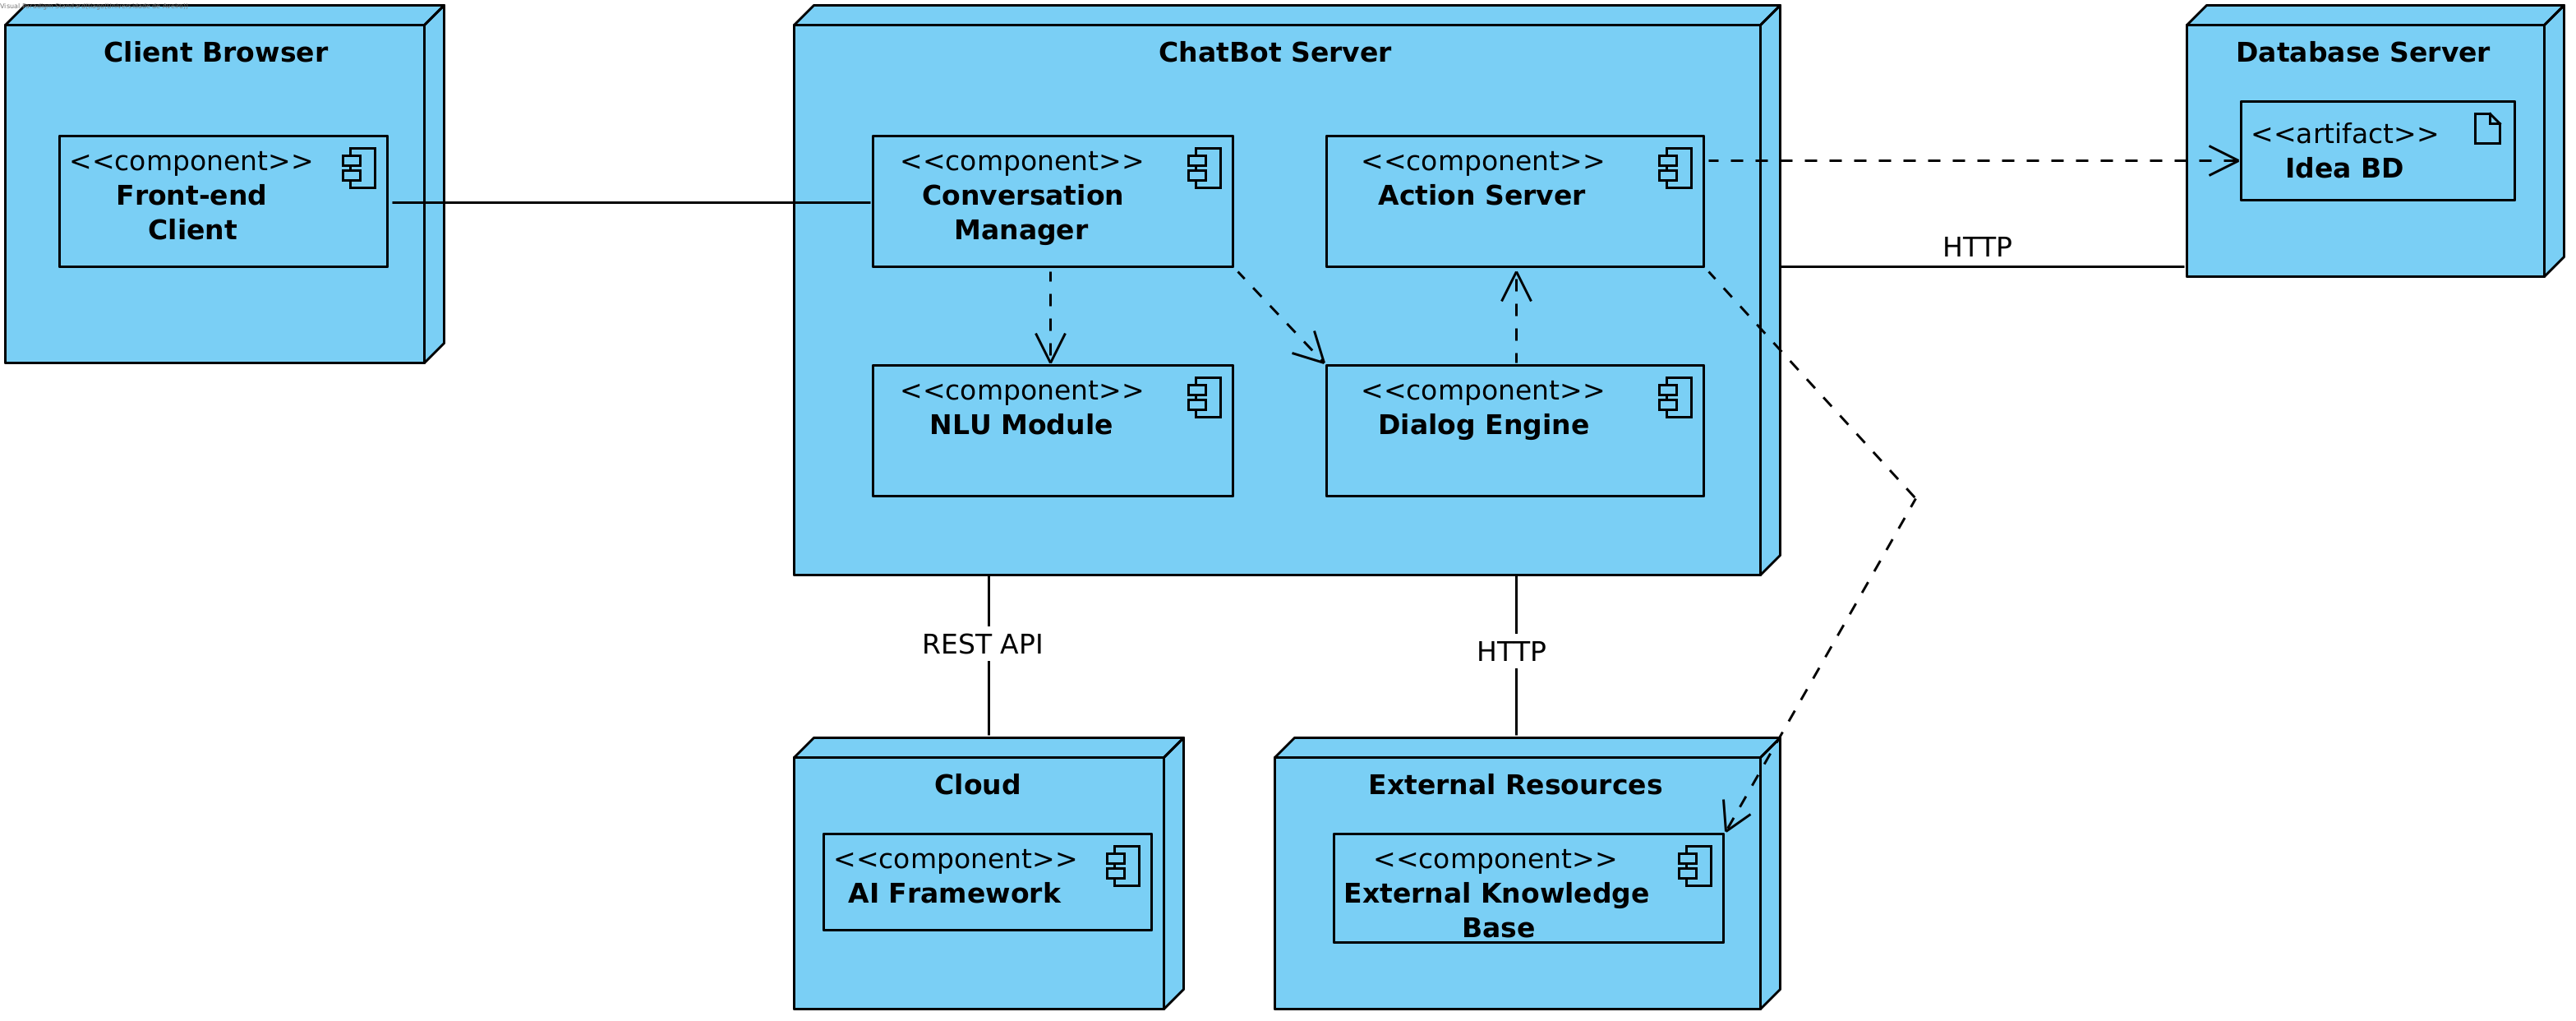 Client Browser
<<component>>
Front-end
Client
ChatBot Server
<<component>>
Conversation
Manager
<<component>>
Action Server
<<component>>
NLU Module
<<component>>
Dialog Engine
Database Server
<<artifact>>
Idea BD
HTTP
REST API
HTTP
Cloud
<<component>>
AI Framework
External Resources
<<component>>
External Knowledge
Base